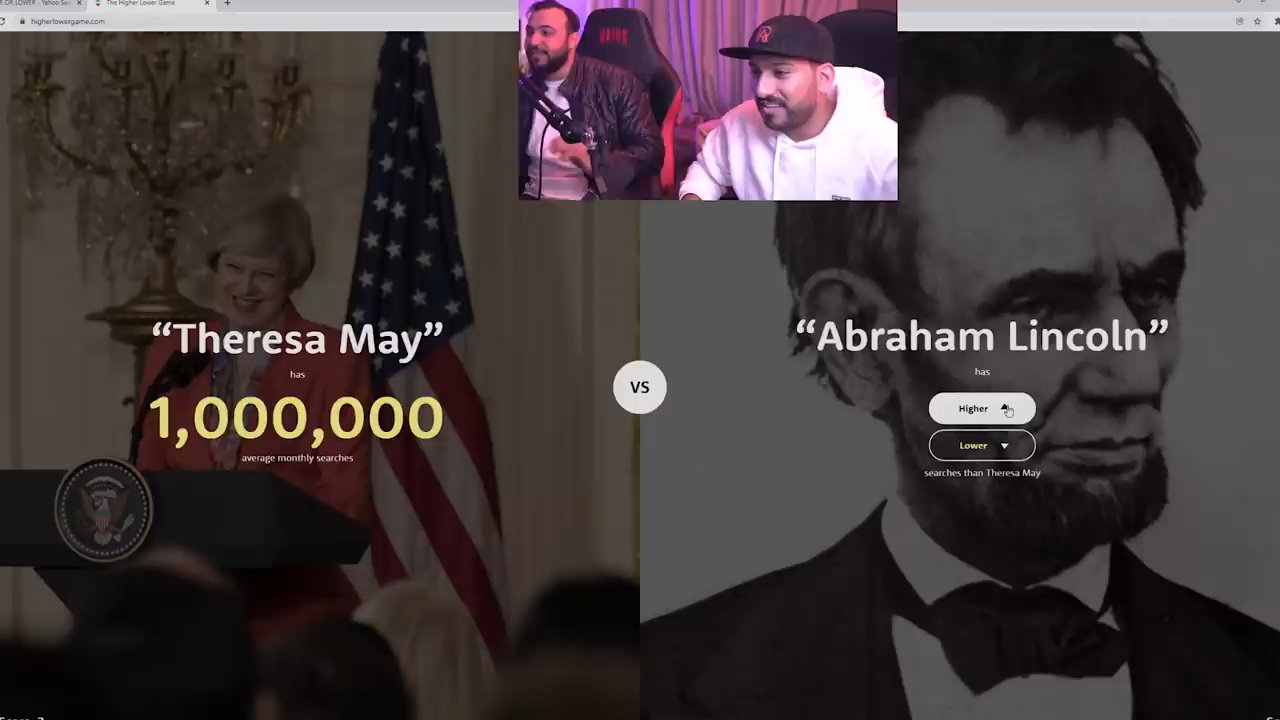 The Higher Lower Game
higherlowergame.com
“Theresa May”
has
1,000,000
average monthly searches
VS
“Abraham Lincoln”
has
Higher
Lower
searches than Theresa May